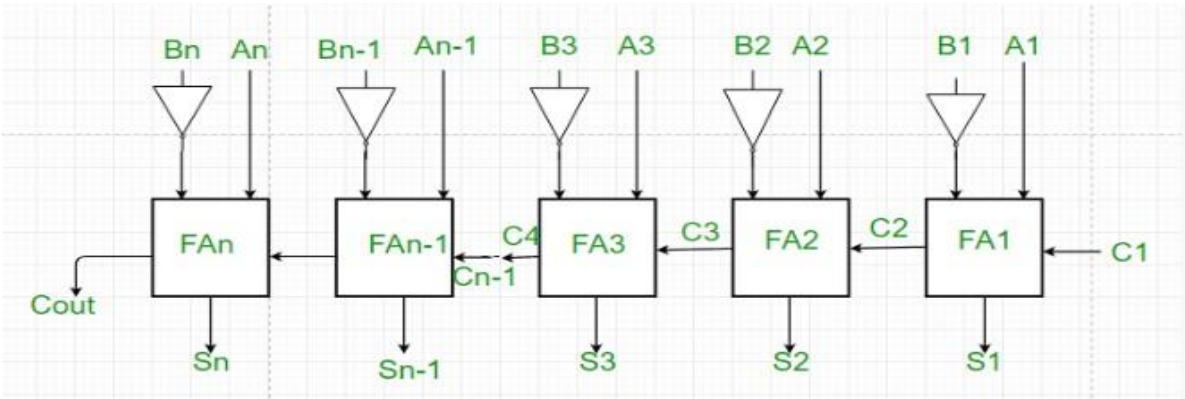 Bn An Bn-1 An-1 B3 A3 B2 A2 B1 A1
FAn FAn-1 C4 FA3 C3 FA2 C2 FA1 C1
Cn-1
Cout
Sn Sn-1 S3 S2 S1